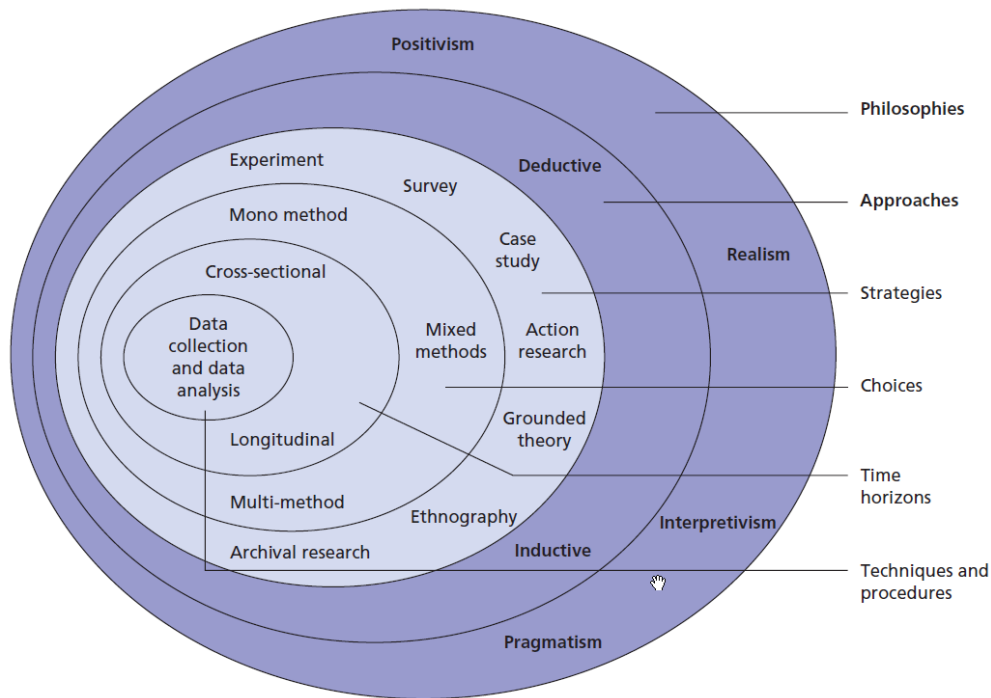 Positivism
Philosophies
Experiment
Deductive
Survey
Approaches
Mono method
Case
study
Realism
Cross-sectional
Strategies
Data
collection
and data
analysis
Mixed
methods
Action
research
Choices
Grounded
theory
Longitudinal
Time
horizons
Multi-method
Ethnography
Interpretivism
Archival research
Inductive
Techniques and
procedures
Pragmatism